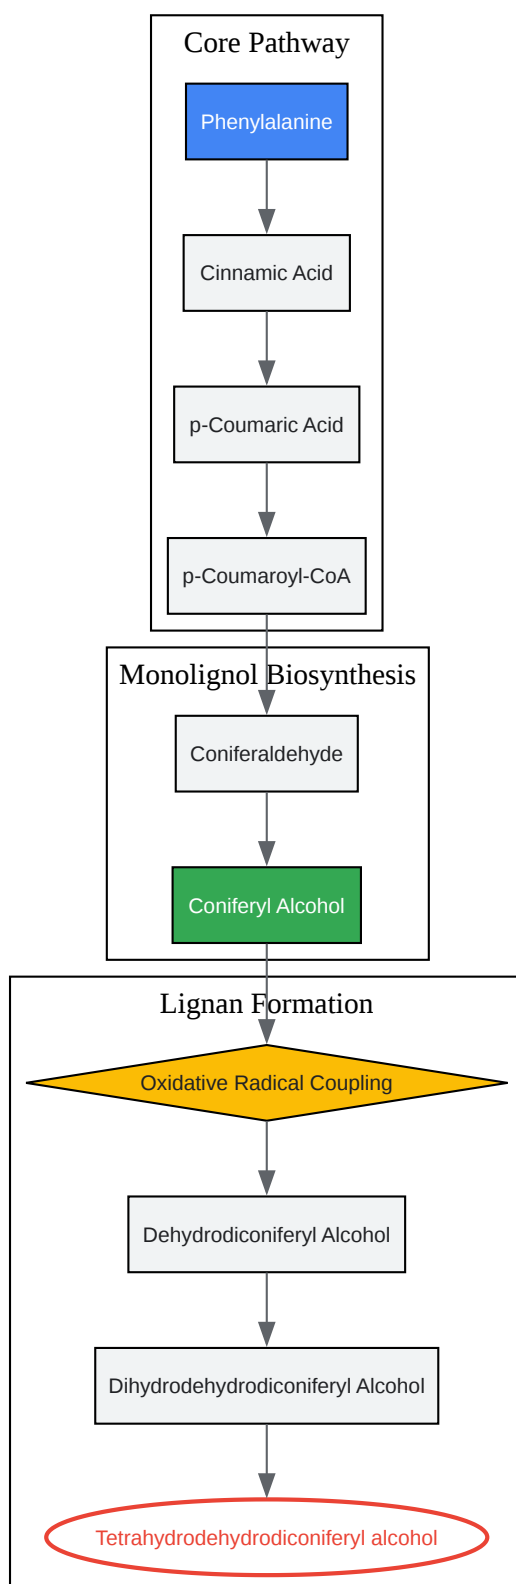 Core Pathway
Phenylalanine
Cinnamic Acid
p-Coumaric Acid
p-Coumaroyl-CoA
Monolignol Biosynthesis
Coniferaldehyde
Coniferyl Alcohol
Lignan Formation
Oxidative Radical Coupling
Dehydrodiconiferyl Alcohol
Dihydrodehydrodiconiferyl Alcohol
Tetrahydrodehydrodiconiferyl alcohol